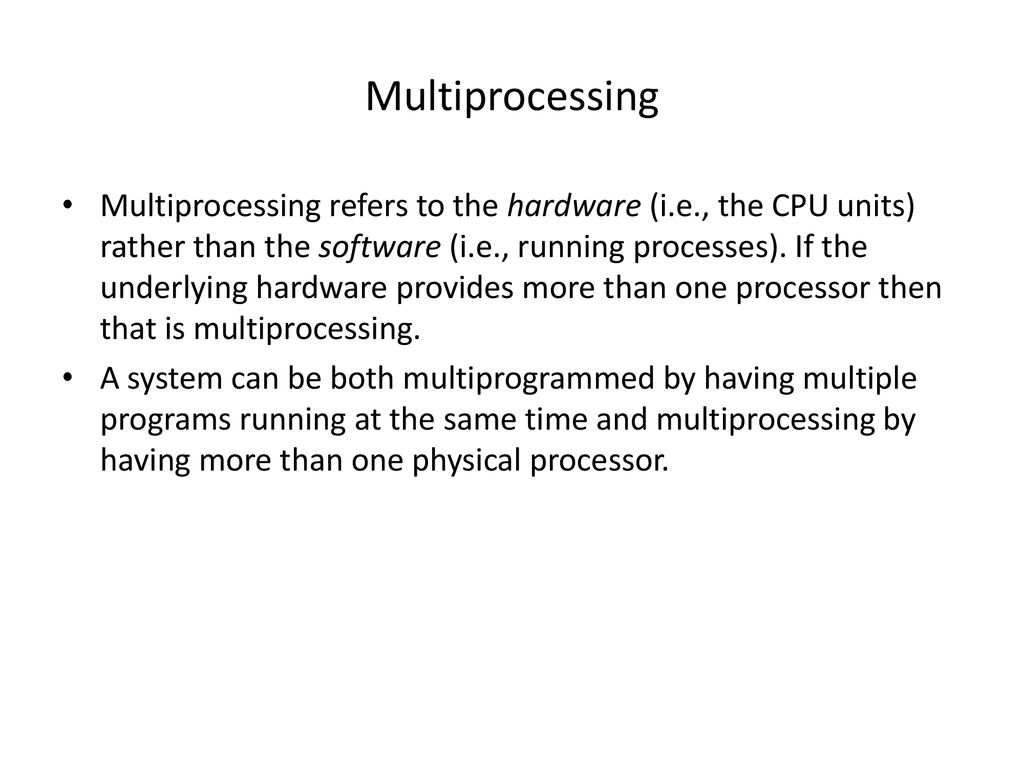 Multiprocessing
• Multiprocessing refers to the hardware (i.e., the CPU units)
rather than the software (i.e., running processes). If the
underlying hardware provides more than one processor then
that is multiprocessing.
• A system can be both multiprogrammed by having multiple
programs running at the same time and multiprocessing by
having more than one physical processor.